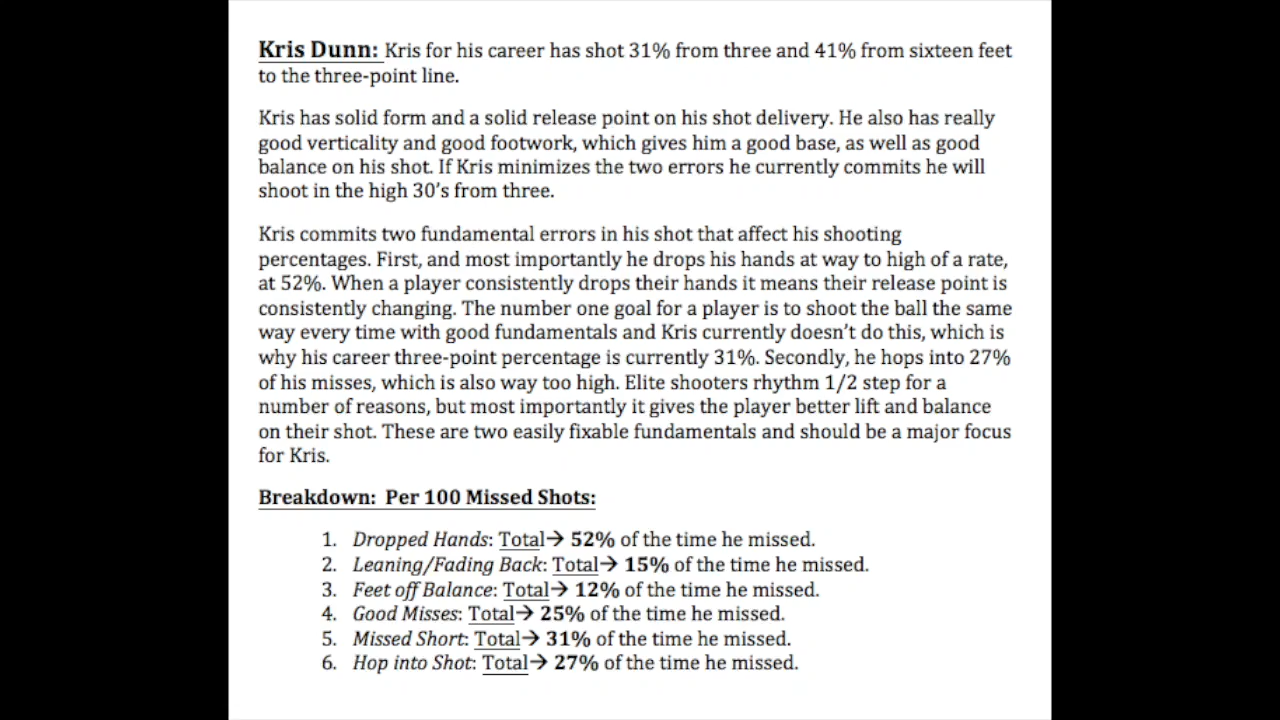 Kris Dunn: Kris for his career has shot 31% from three and 41% from sixteen feet
to the three-point line.
Kris has solid form and a solid release point on his shot delivery. He also has really
good verticality and good footwork, which gives him a good base, as well as good
balance on his shot. If Kris minimizes the two errors he currently commits he will
shoot in the high 30's from three.
Kris commits two fundamental errors in his shot that affect his shooting
percentages. First, and most importantly he drops his hands at way to high of a rate,
at 52%. When a player consistently drops their hands it means their release point is
consistently changing. The number one goal for a player is to shoot the ball the same
way every time with good fundamentals and Kris currently doesn't do this, which is
why his career three-point percentage is currently 31%. Secondly, he hops into 27%
of his misses, which is also way too high. Elite shooters rhythm 1/2 step for a
number of reasons, but most importantly it gives the player better lift and balance
on their shot. These are two easily fixable fundamentals and should be a major focus
for Kris.
Breakdown: Per 100 Missed Shots:
1. Dropped Hands: Total→ 52% of the time he missed.
2. Leaning/Fading Back: Total→ 15% of the time he missed.
3. Feet off Balance: Total→ 12% of the time he missed.
4. Good Misses: Total→ 25% of the time he missed.
5. Missed Short: Total→ 31% of the time he missed.
6. Hop into Shot: Total→ 27% of the time he missed.